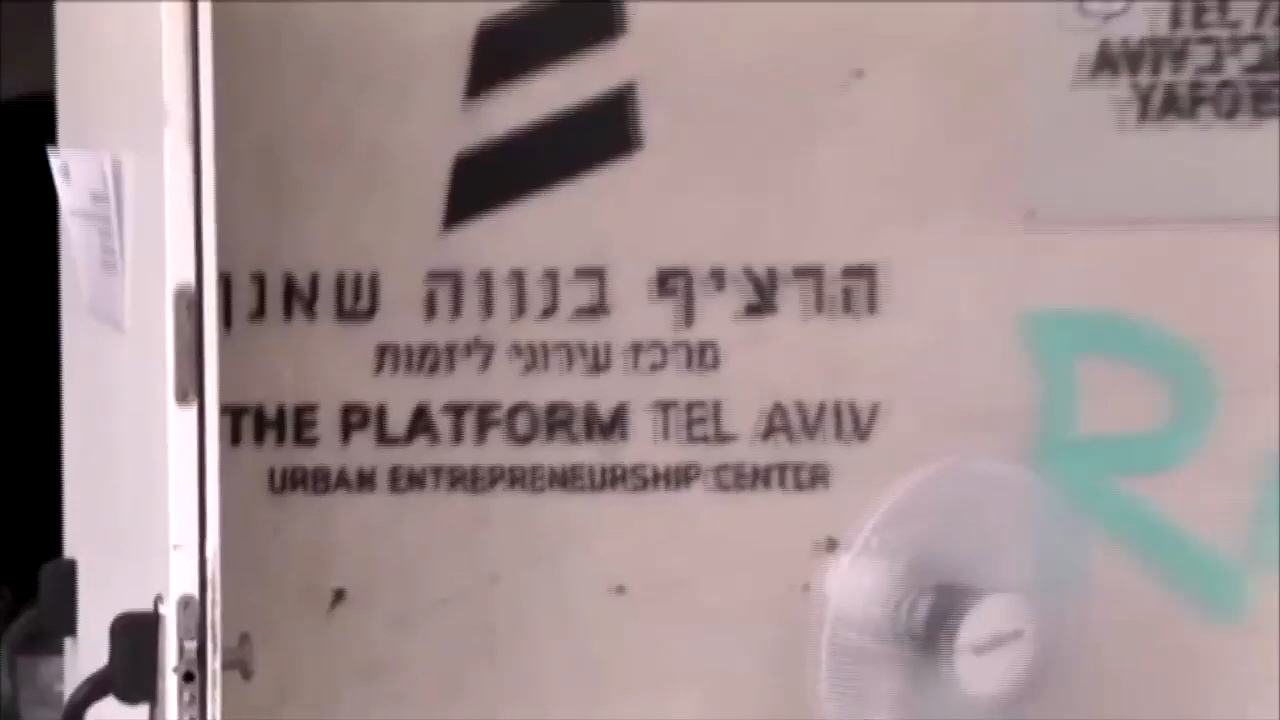 הרציף בנווה שאנן
מרכז עירוני ליזמות
THE PLATFORM TEL AVIV
URBAN ENTREPRENEURSHIP CENTER
TEL
AVIV
YAFO